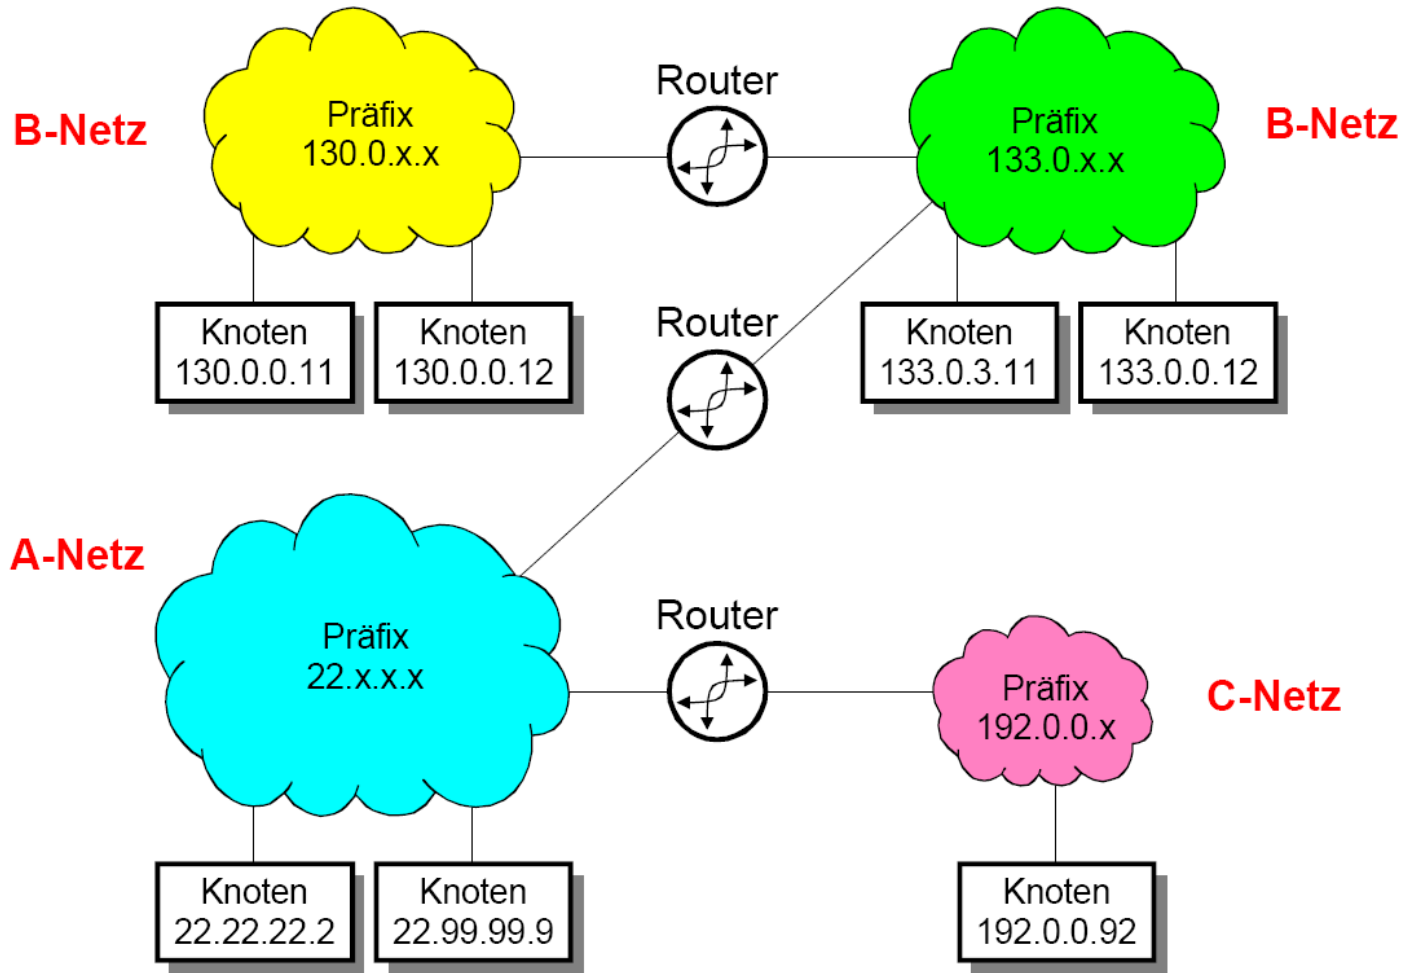 B-Netz
Präfix
130.0.x.x
Router
Präfix
133.0.x.x
B-Netz
Knoten
130.0.0.11
Knoten
130.0.0.12
Router
Knoten
133.0.3.11
Knoten
133.0.0.12
A-Netz
Präfix
22.x.x.x
Router
Präfix
192.0.0.x
C-Netz
Knoten
22.22.22.2
Knoten
22.99.99.9
Knoten
192.0.0.92